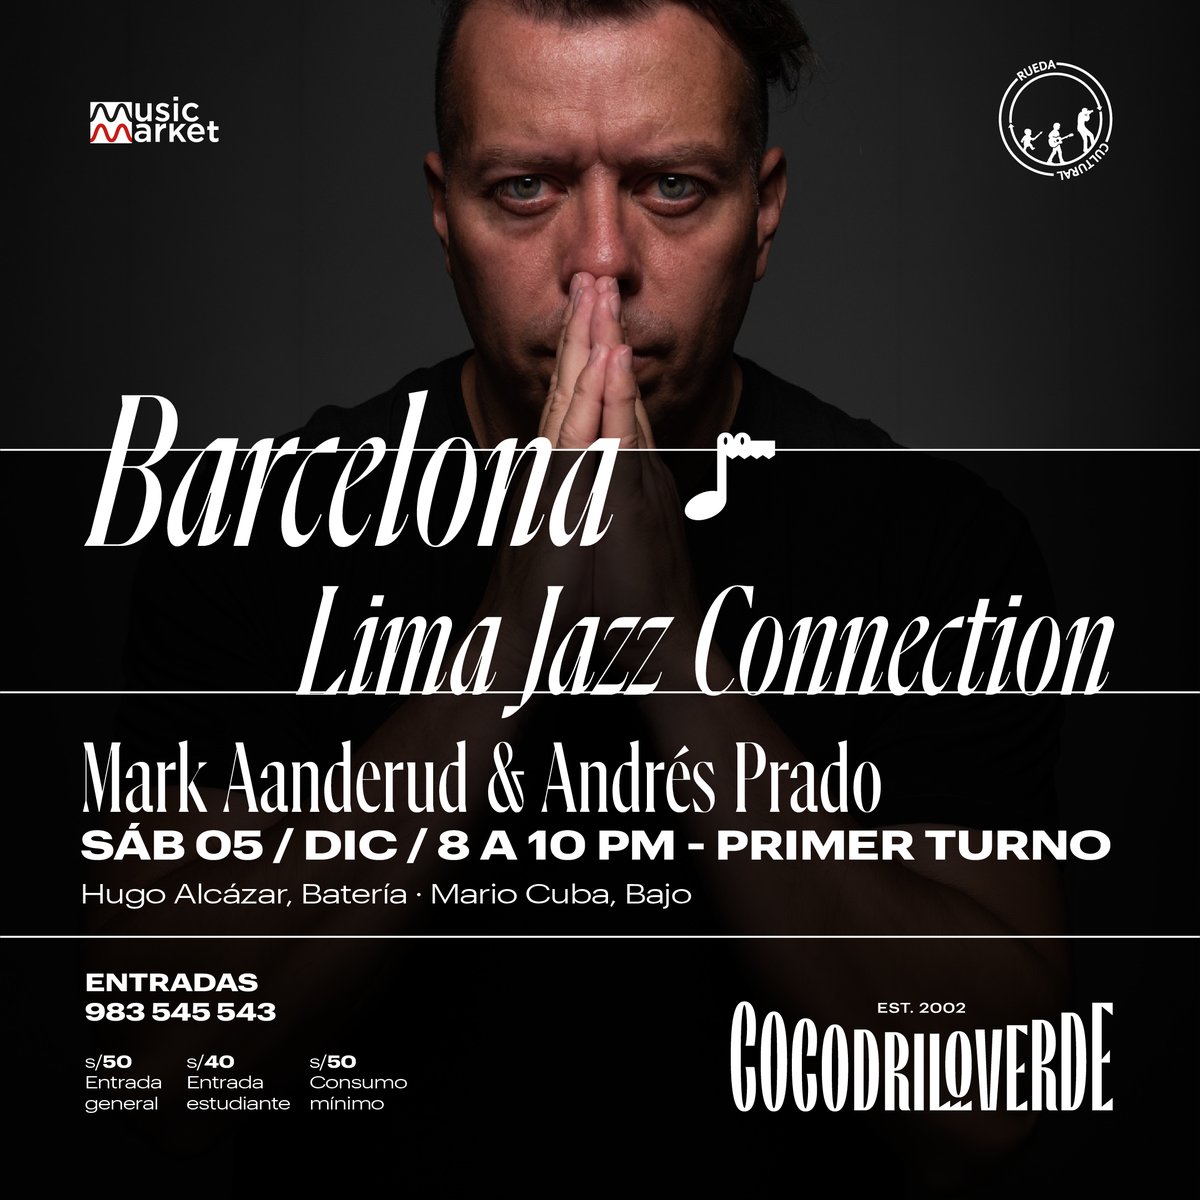 Music
Market
RUEDA
CULTURAL
Barcelona
Lima Jazz Connection
Mark Aanderud & Andrés Prado
SÁB 05 / DIC / 8 A 10 PM - PRIMER TURNO
Hugo Alcázar, Batería · Mario Cuba, Bajo
ENTRADAS
983 545 543
s/50
Entrada
general
s/40
Entrada
estudiante
s/50
Consumo
mínimo
EST. 2002
COCODRILOVERDE